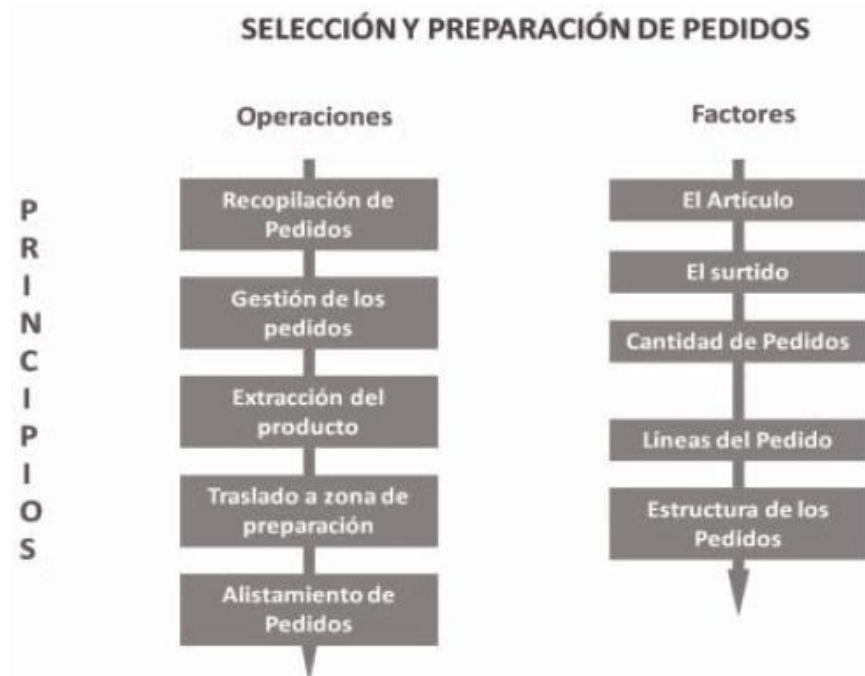 SELECCIÓN Y PREPARACIÓN DE PEDIDOS
PRINCIPIOS
Operaciones
Recopilación de
Pedidos
Gestión de los
pedidos
Extracción del
producto
Traslado a zona de
preparación
Alistamiento de
Pedidos
Factores
El Artículo
El surtido
Cantidad de Pedidos
Líneas del Pedido
Estructura de los
Pedidos